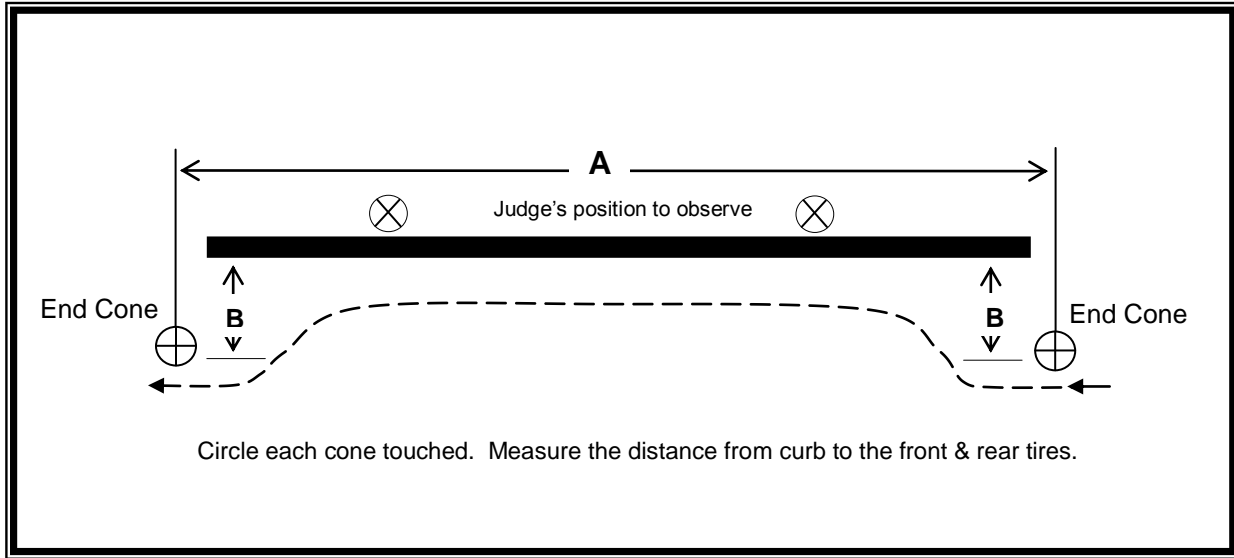 A
Judge's position to observe
End Cone
B
B
End Cone
Circle each cone touched.  Measure the distance from curb to the front & rear tires.